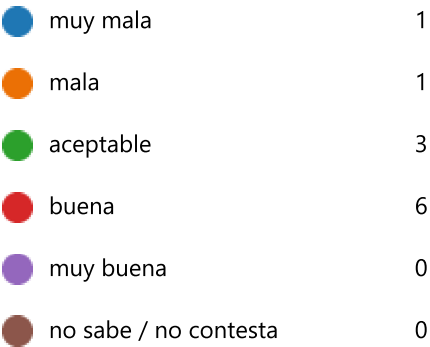 muy mala 1
mala 1
aceptable 3
buena 6
muy buena 0
no sabe / no contesta 0